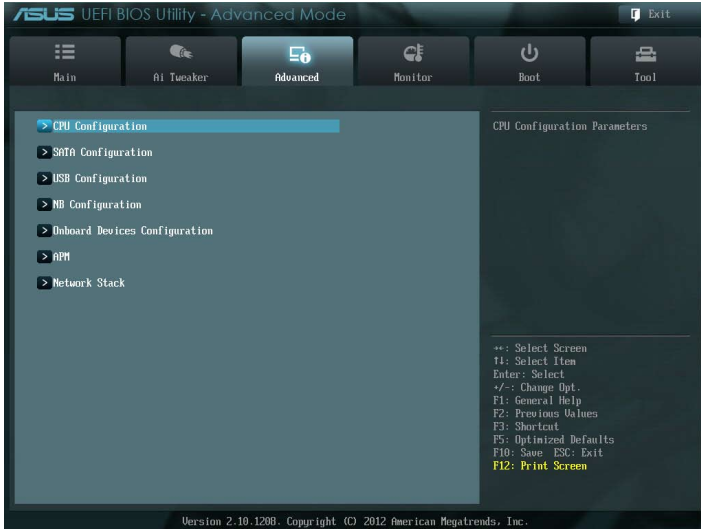 ASUS UEFI BIOS Utility - Advanced Mode
Exit
Main
Ai Tweaker
Advanced
Monitor
Boot
Tool
> CPU Configuration
> SATA Configuration
> USB Configuration
> NB Configuration
> Onboard Devices Configuration
> APM
> Network Stack
CPU Configuration Parameters
→←: Select Screen
↑↓: Select Item
Enter: Select
+/-: Change Opt.
F1: General Help
F2: Previous Values
F3: Shortcut
F5: Optimized Defaults
F10: Save ESC: Exit
F12: Print Screen
Version 2.10.1208. Copyright (C) 2012 American Megatrends, Inc.